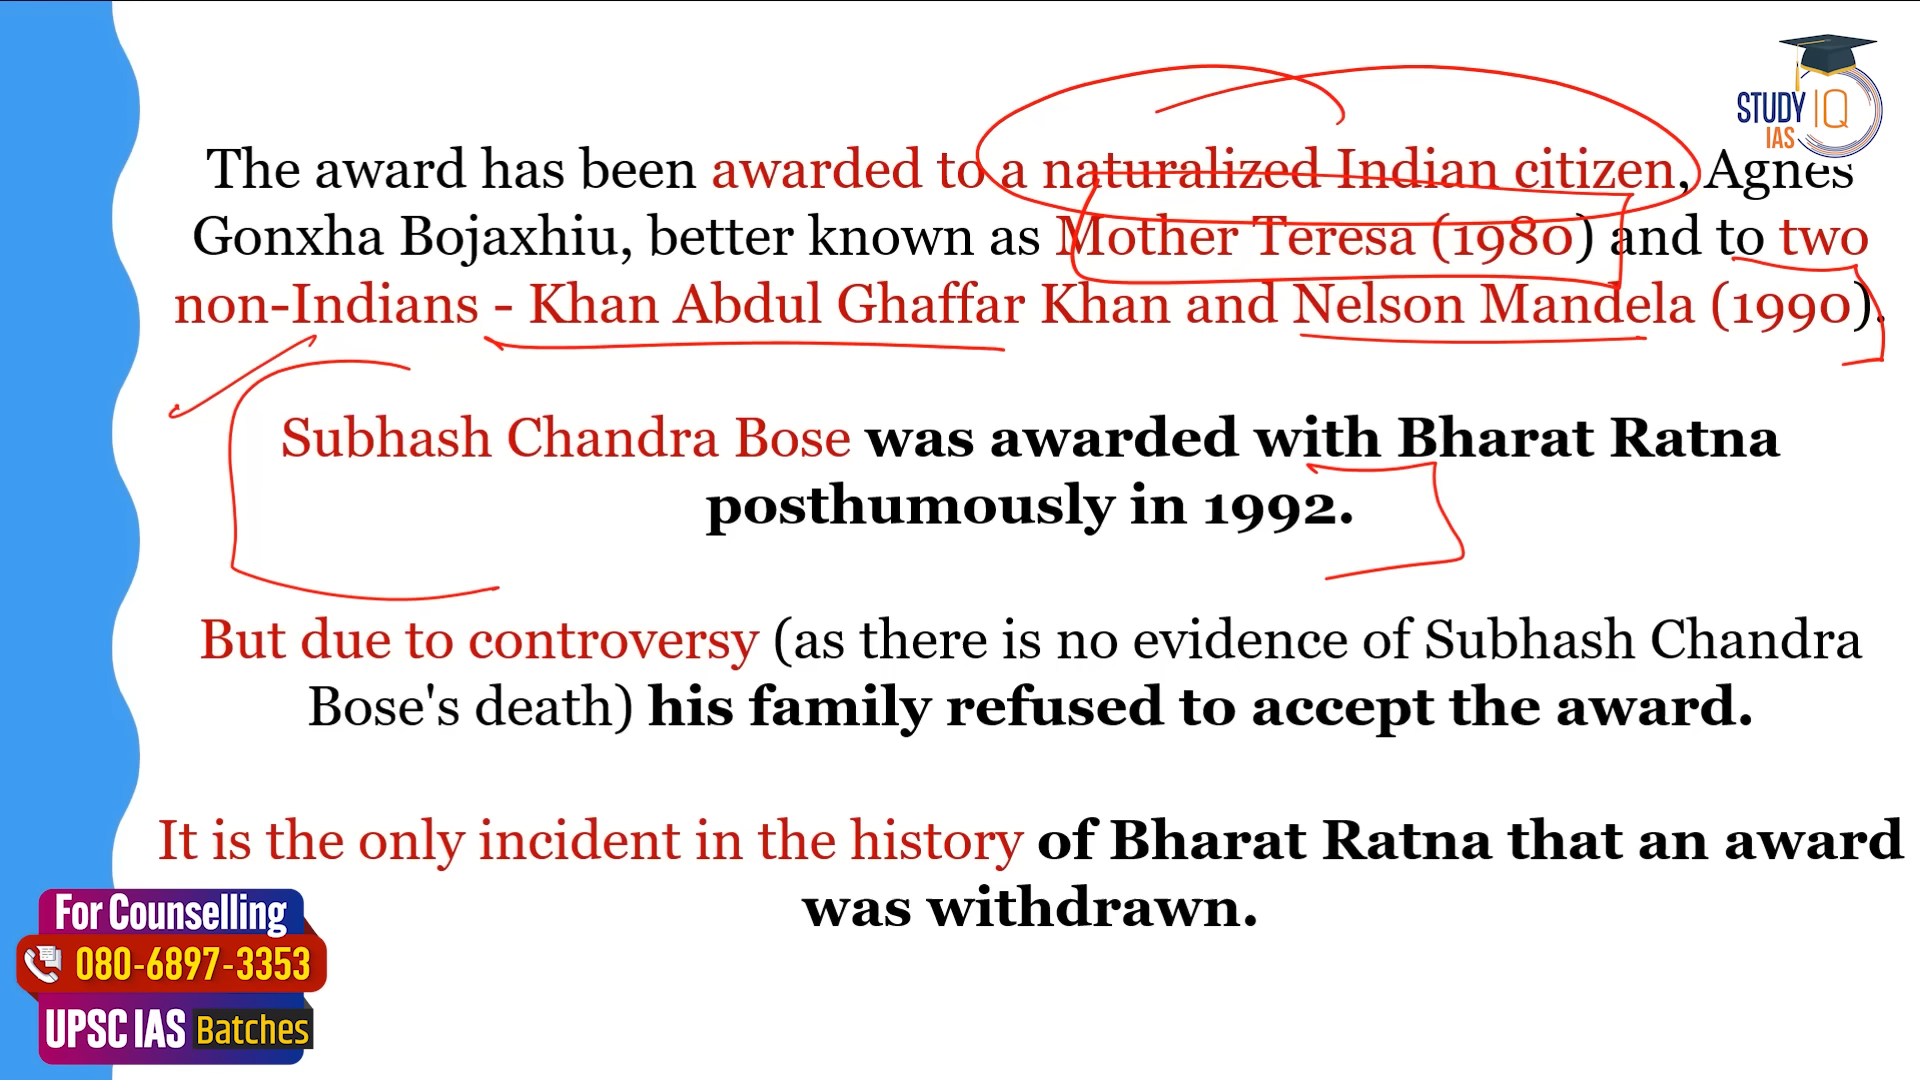 STUDY IQ
IAS
The award has been awarded to a naturalized Indian citizen, Agnes
Gonxha Bojaxhiu, better known as Mother Teresa (1980) and to two
non-Indians - Khan Abdul Ghaffar Khan and Nelson Mandela (1990).
Subhash Chandra Bose was awarded with Bharat Ratna
posthumously in 1992.
But due to controversy (as there is no evidence of Subhash Chandra
Bose's death) his family refused to accept the award.
It is the only incident in the history of Bharat Ratna that an award
was withdrawn.
For Counselling
080-6897-3353
UPSC IAS Batches